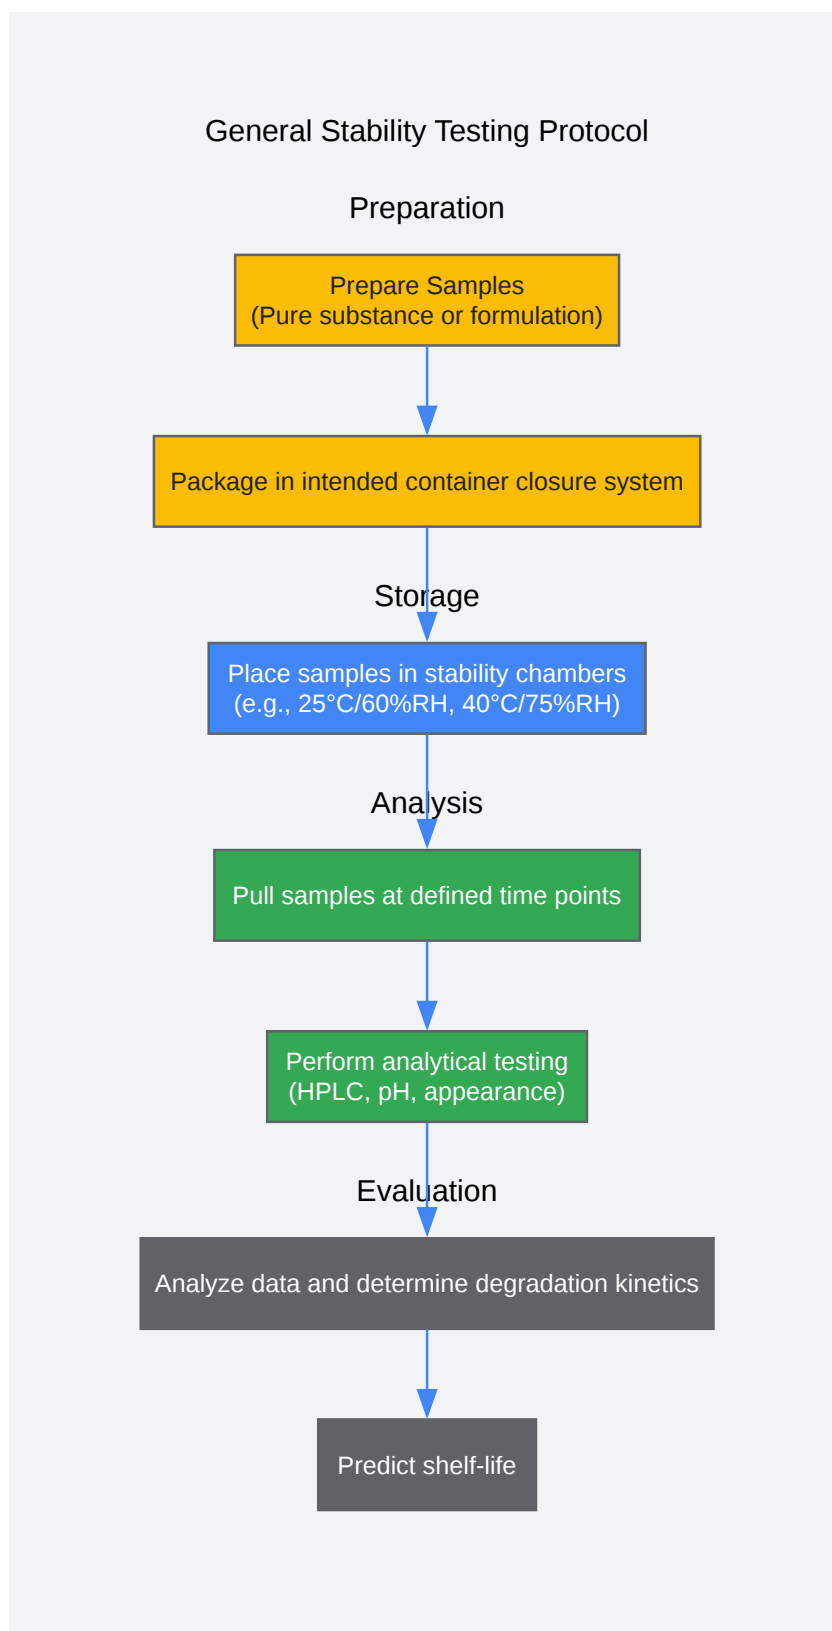 General Stability Testing Protocol
Preparation
Prepare Samples
(Pure substance or formulation)
Package in intended container closure system
Storage
Place samples in stability chambers
(e.g., 25°C/60%RH, 40°C/75%RH)
Analysis
Pull samples at defined time points
Perform analytical testing
(HPLC, pH, appearance)
Evaluation
Analyze data and determine degradation kinetics
Predict shelf-life